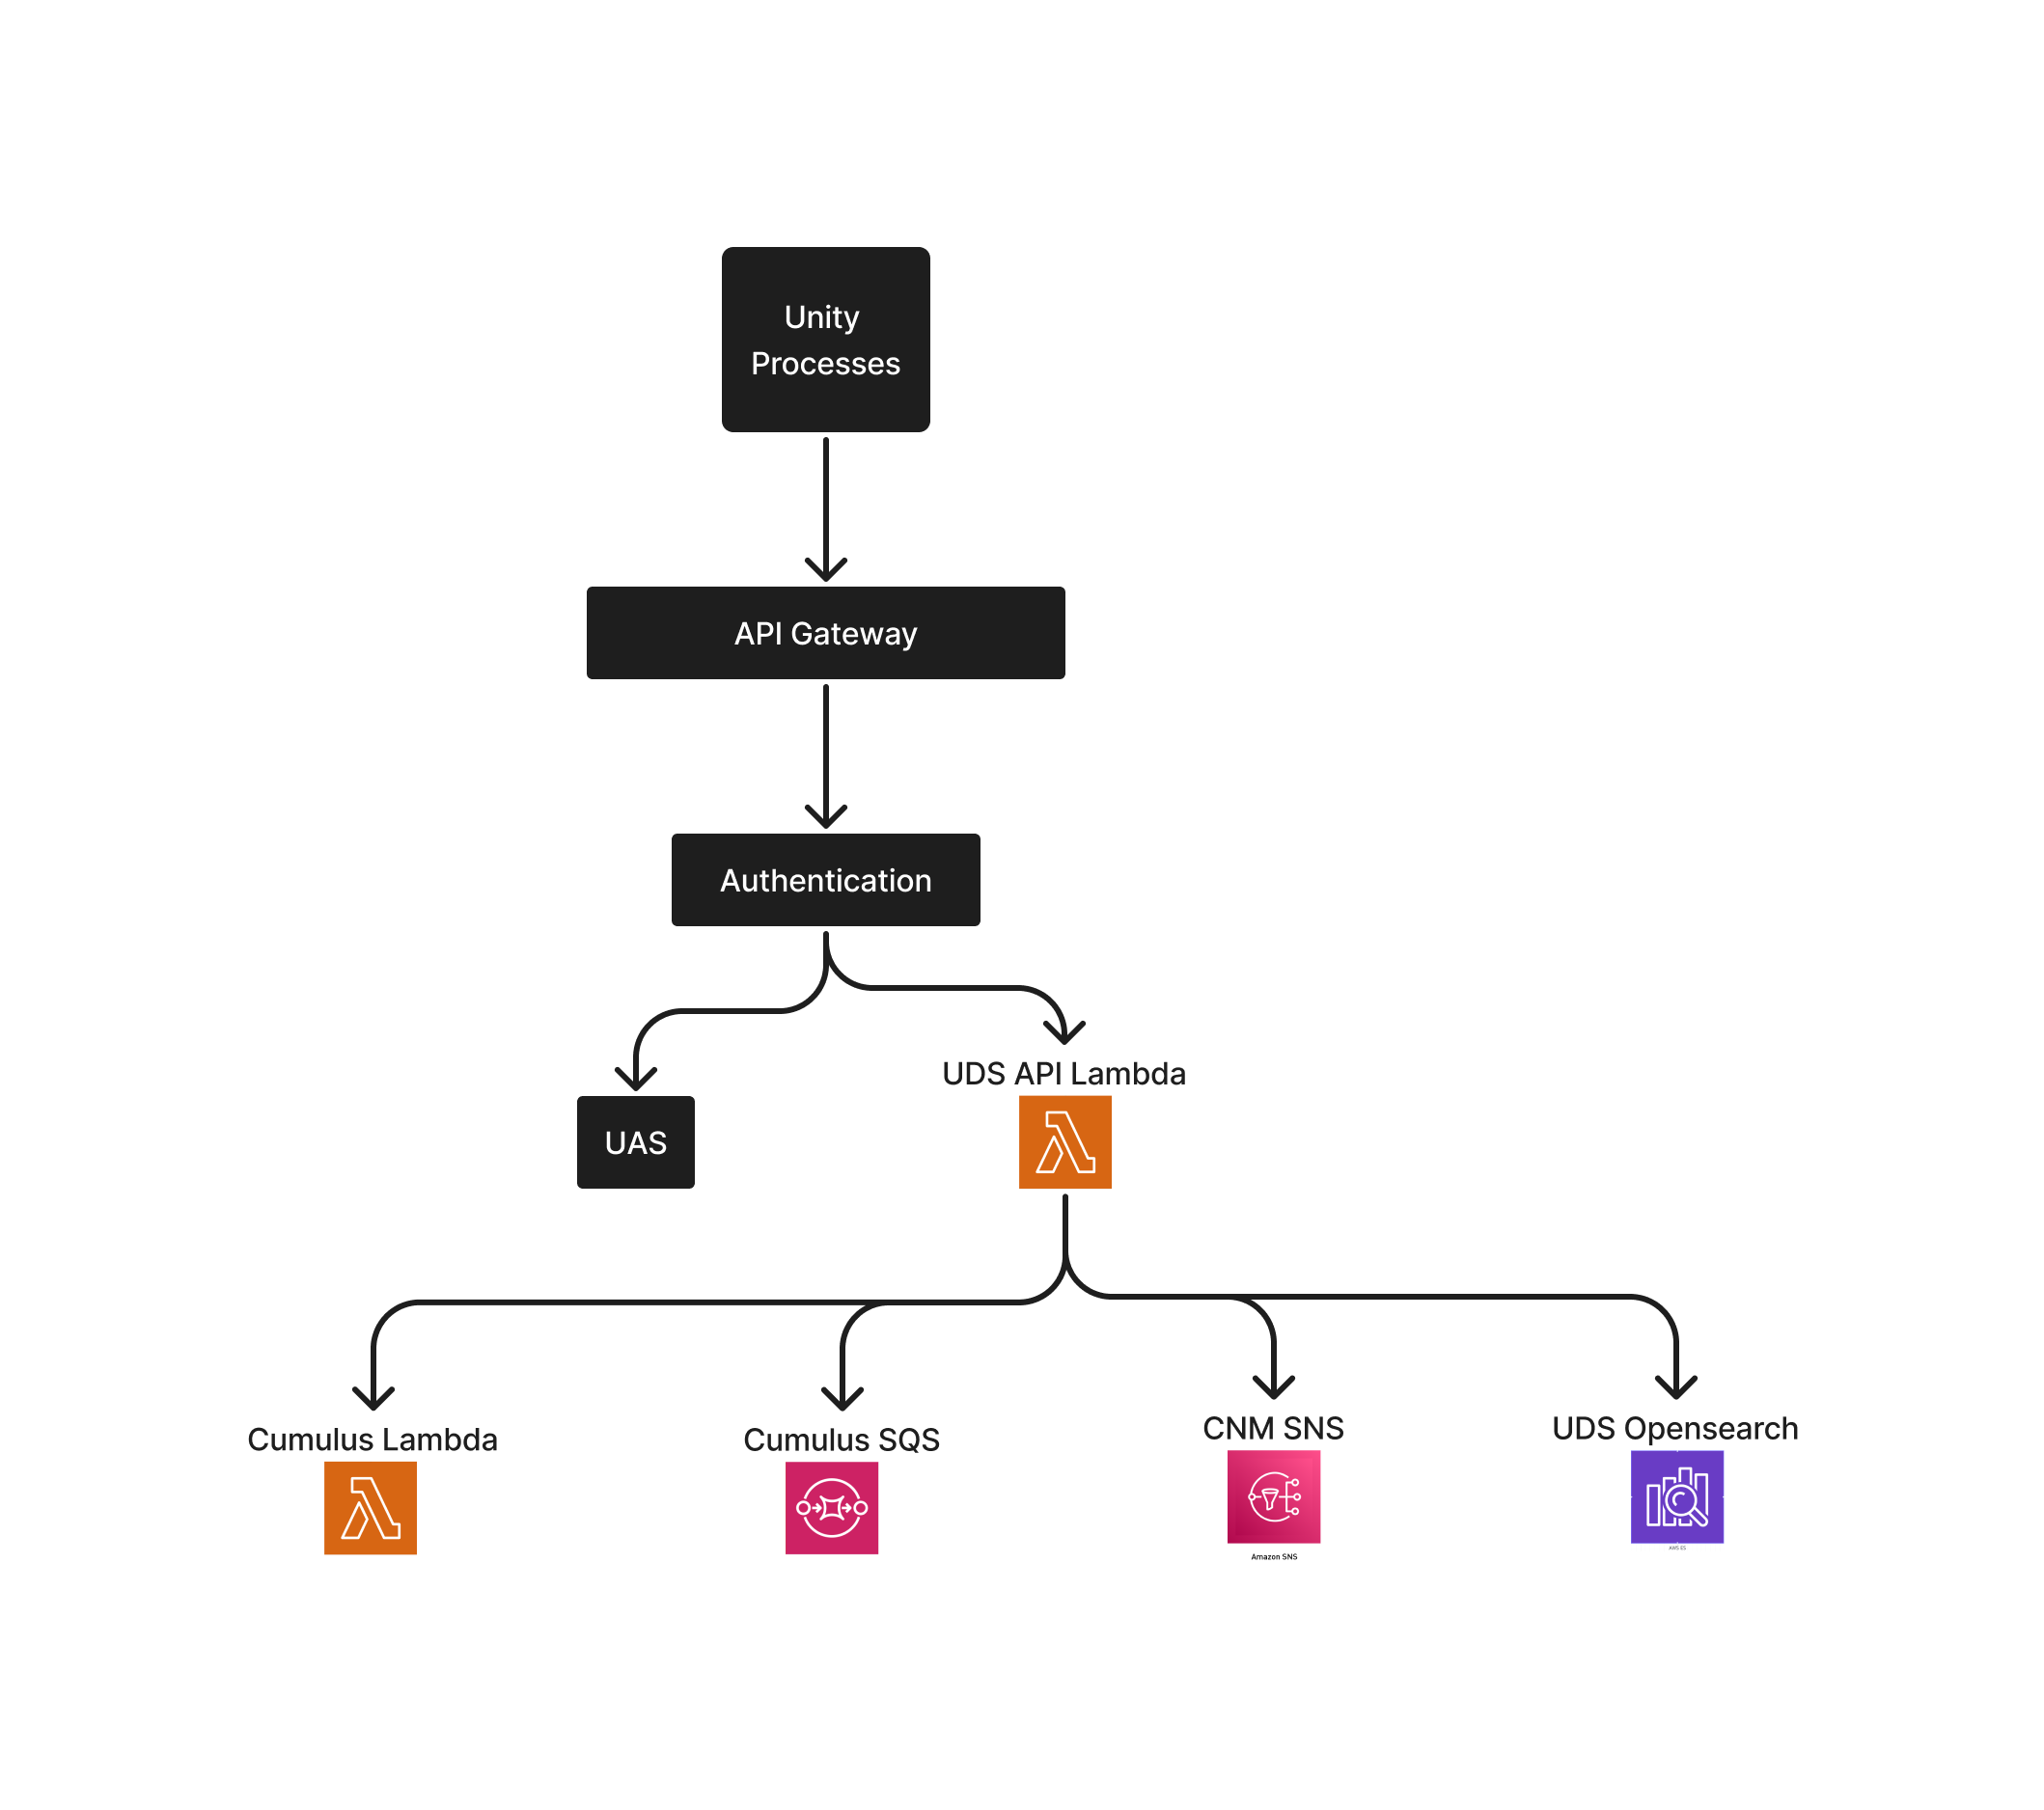 Unity
Processes
API Gateway
Authentication
UDS API Lambda
UAS
Cumulus Lambda
Cumulus SQS
CNM SNS
UDS Opensearch
Amazon SNS
AWS ES